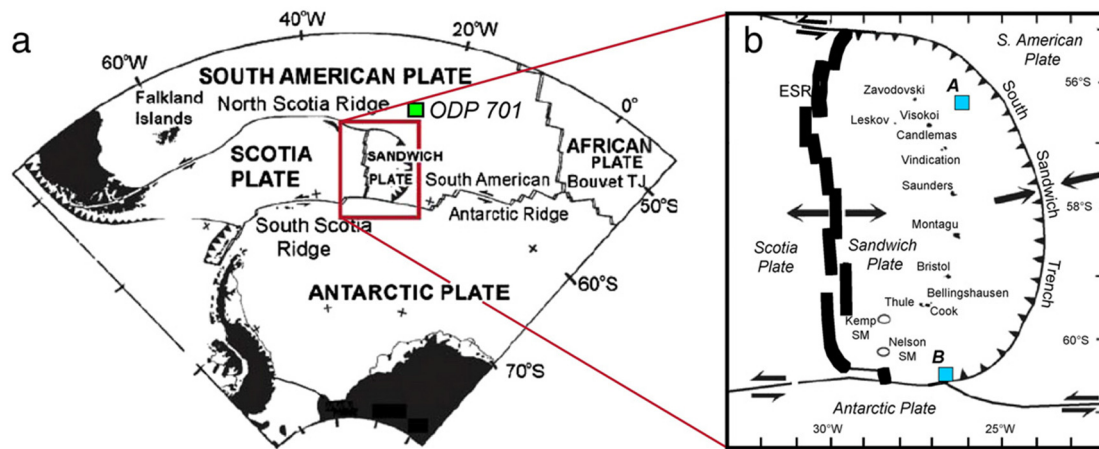 a
40°W
20°W
60°W
0°
SOUTH AMERICAN PLATE
Falkland
Islands
North Scotia Ridge
ODP 701
SCOTIA
PLATE
SANDWICH
PLATE
AFRICAN
PLATE
Bouvet TJ
South American
Antarctic Ridge
50°S
South Scotia
Ridge
60°S
ANTARCTIC PLATE
70°S
b
S. American
Plate
56°S
ESR
Zavodovski
A
Leskov
Visokoi
Candlemas
Vindication
Saunders
South
Sandwich
Trench
58°S
Montagu
Scotia
Plate
Sandwich
Plate
Bristol
Thule
Bellingshausen
Cook
Kemp
SM
Nelson
SM
B
60°S
Antarctic Plate
30°W
25°W